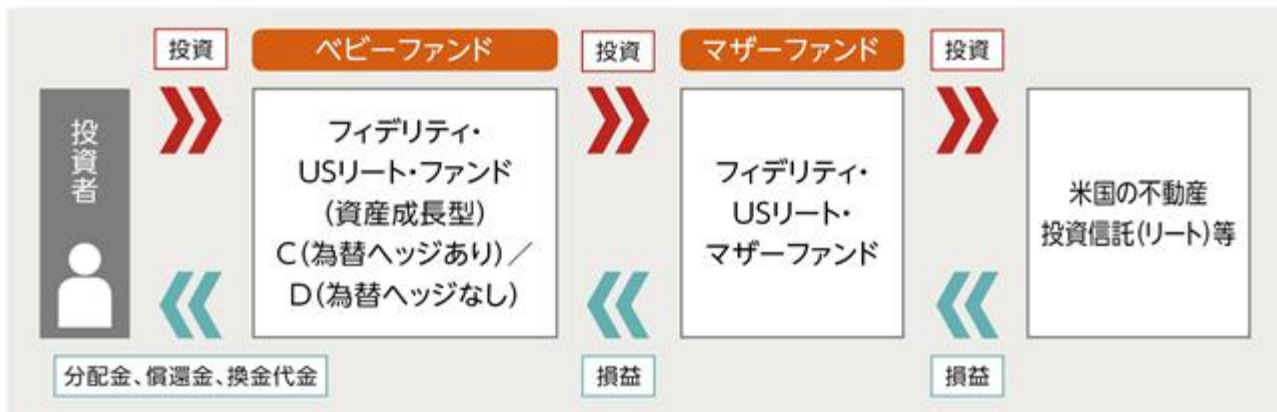 投資
ベビーファンド
投資
マザーファンド
投資
投資者
フィデリティ・
USリート・ファンド
(資産成長型)
C(為替ヘッジあり)／
D(為替ヘッジなし)
フィデリティ・
USリート・
マザーファンド
米国の不動産
投資信託(リート)等
分配金、償還金、換金代金
損益
損益